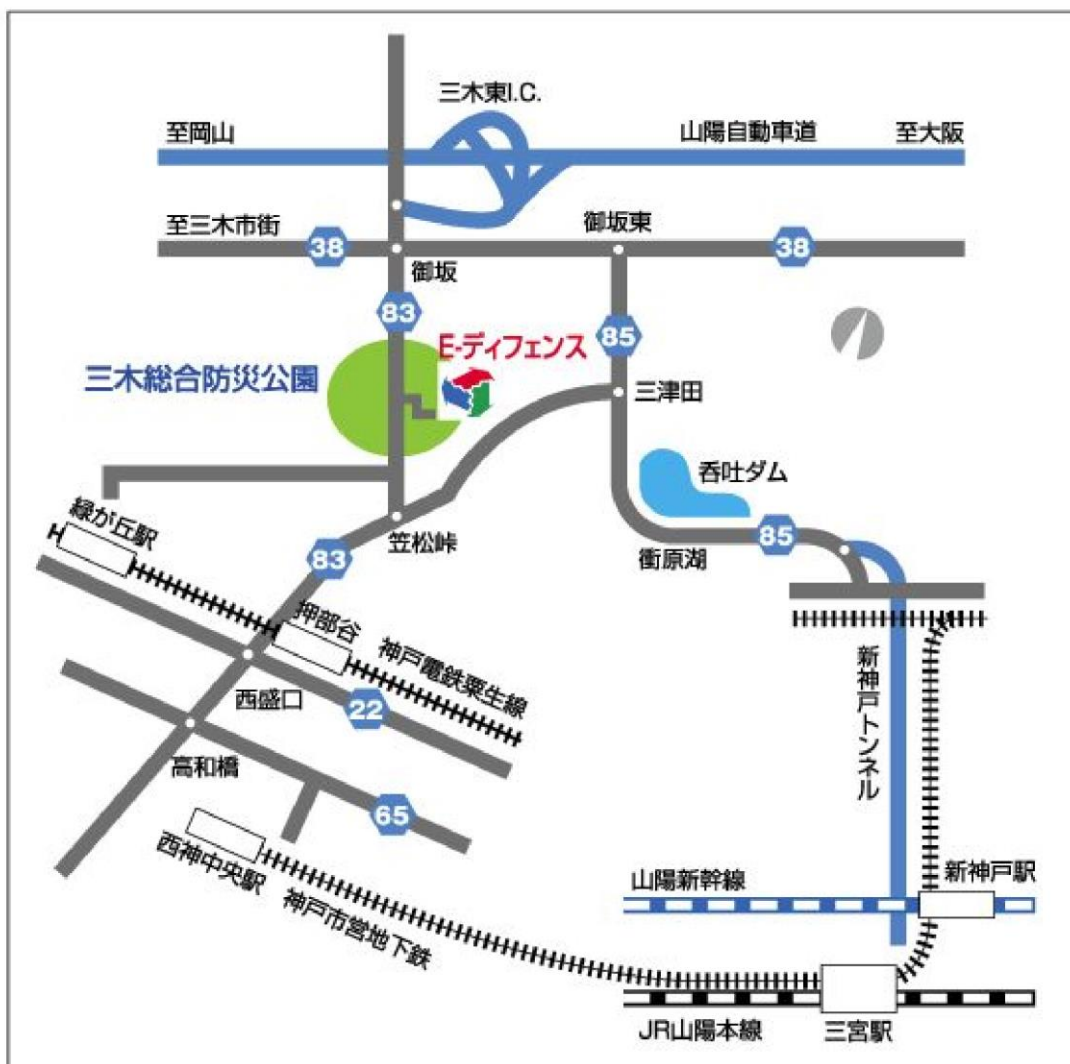 三木東I.C.
至岡山
山陽自動車道
至大阪
至三木市街
御坂東
38
38
御坂
83
E-ディフェンス
85
三木総合防災公園
三津田
呑吐ダム
緑が丘駅
笠松峠
85
衝原湖
83
押部谷
神戸電鉄粟生線
新神戸トンネル
西盛口
22
高和橋
65
西神中央駅
神戸市営地下鉄
山陽新幹線
新神戸駅
JR山陽本線
三宮駅